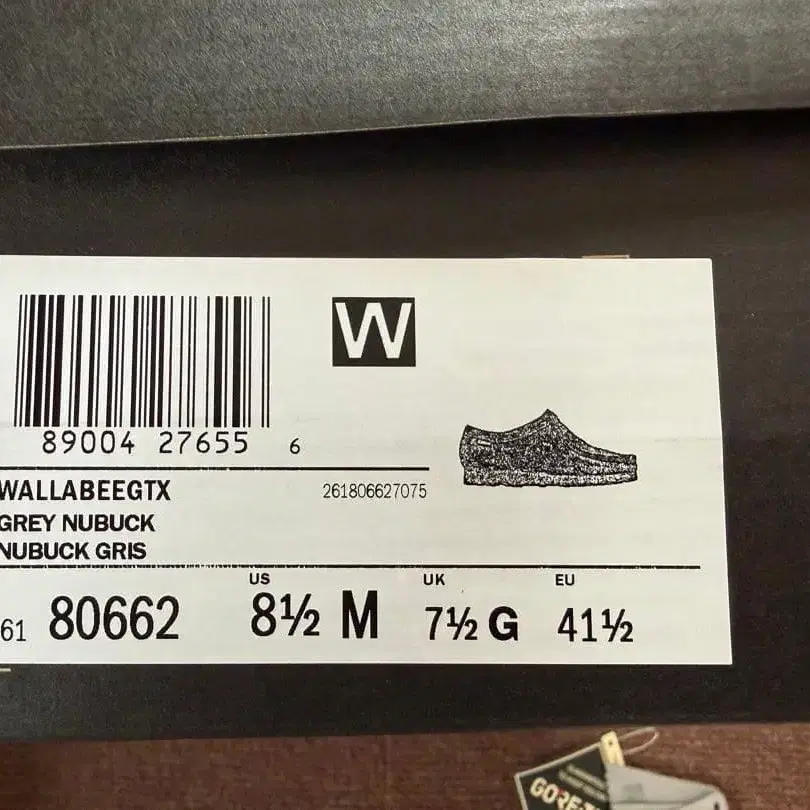 W
89004 27655 6
WALLABEEGTX
261806627075
GREY NUBUCK
NUBUCK GRIS
US
UK
EU
61 80662
8½ M
7½ G
41½
GORE-T